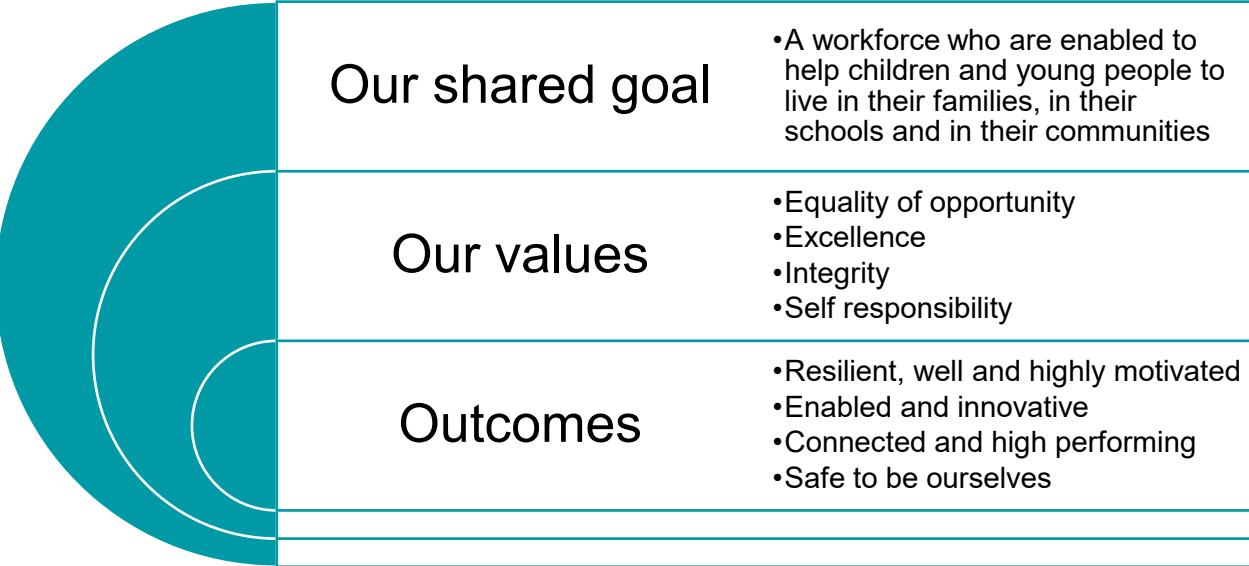 Our shared goal
•A workforce who are enabled to
help children and young people to
live in their families, in their
schools and in their communities
Our values
•Equality of opportunity
•Excellence
•Integrity
•Self responsibility
Outcomes
•Resilient, well and highly motivated
•Enabled and innovative
•Connected and high performing
•Safe to be ourselves